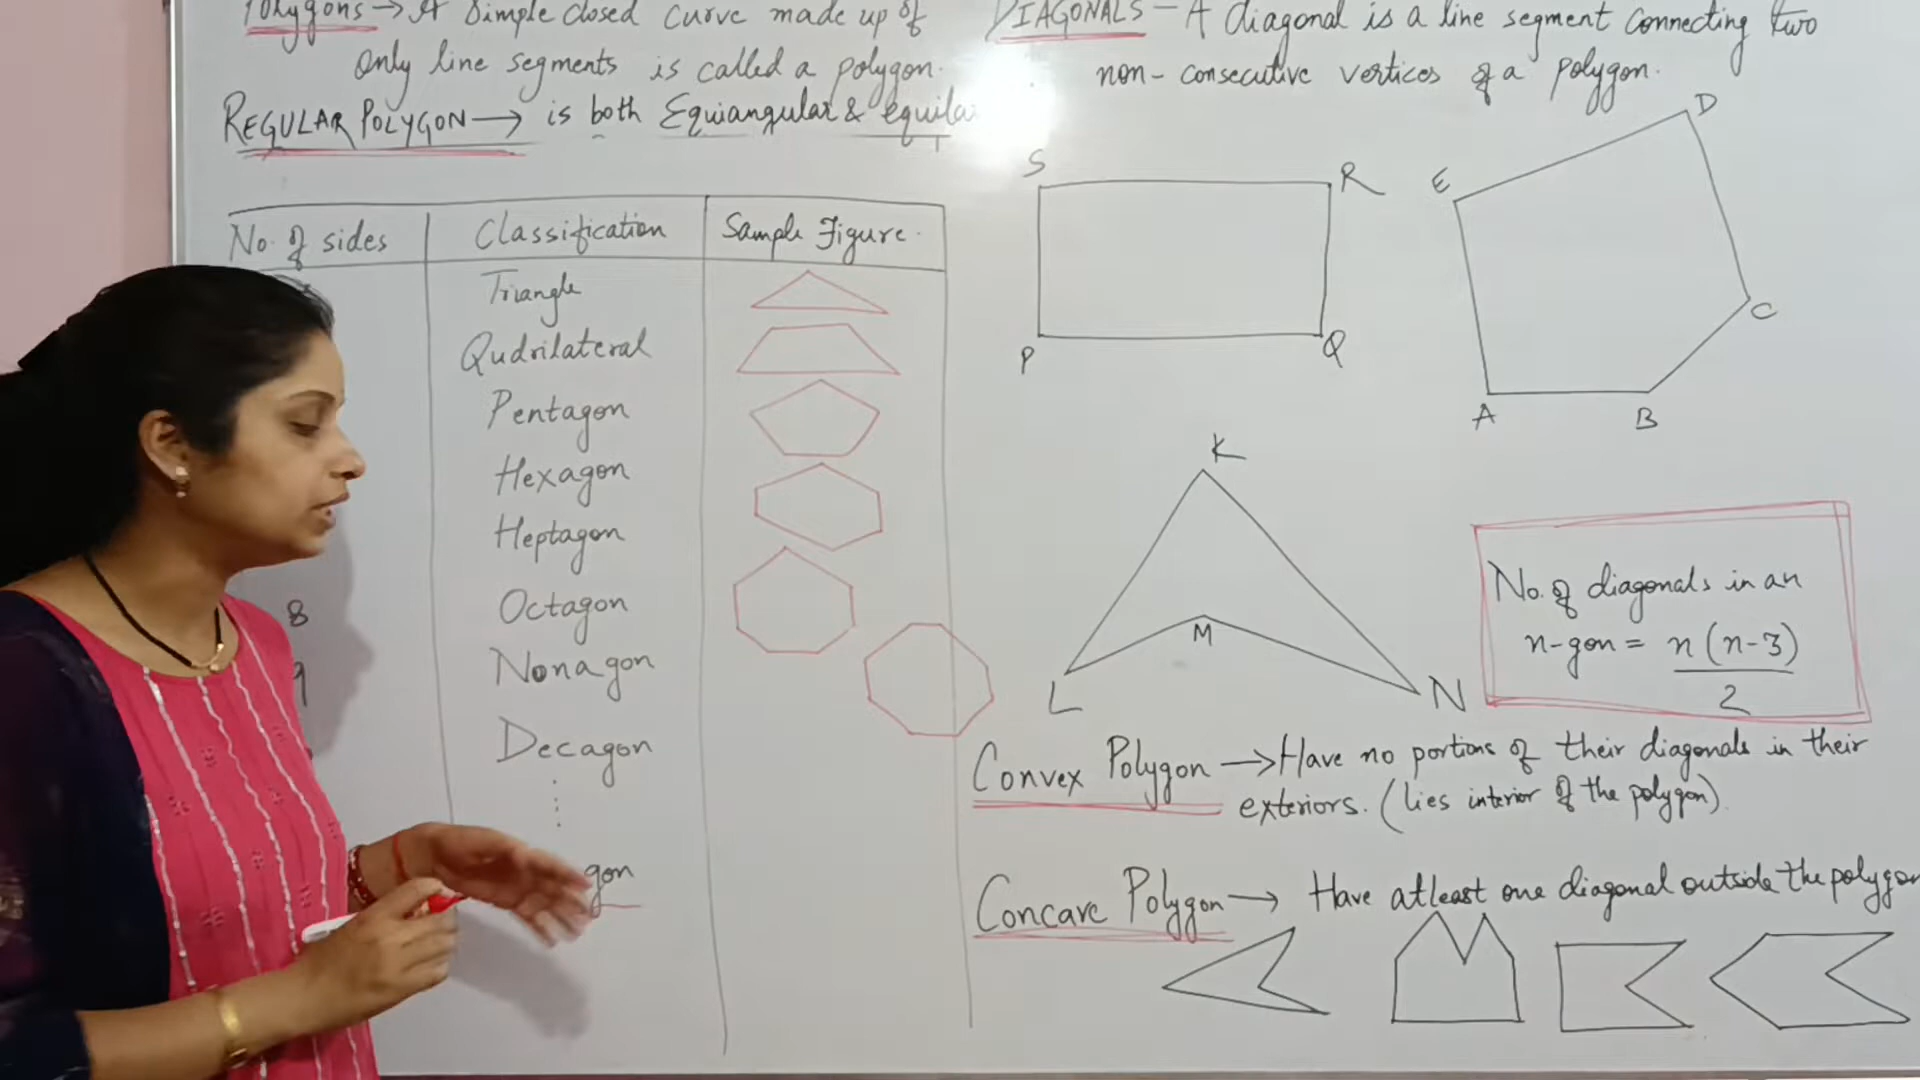 Polygons → A Simple closed curve made up of
only line segments is called a polygon.
REGULAR POLYGON → is both Equiangular &
No. of sides Classification Sample Figure.
Triangle
Qudrilateral
Pentagon
Hexagon
Heptagon
8 Octagon
9 Nonagon
Decagon
gon
DIAGONALS - A diagonal is a line segment connecting two
non-consecutive vertices of a polygon.
S
R
P
Q
D
E
C
A
B
K
M
L
N
No. of diagonals in an
n-gon = n(n-3)
2
Convex Polygon → Have no portions of their diagonals in their
exteriors. (lies interior of the polygon).
Concave Polygon → Have atleast one diagonal outside the polygon